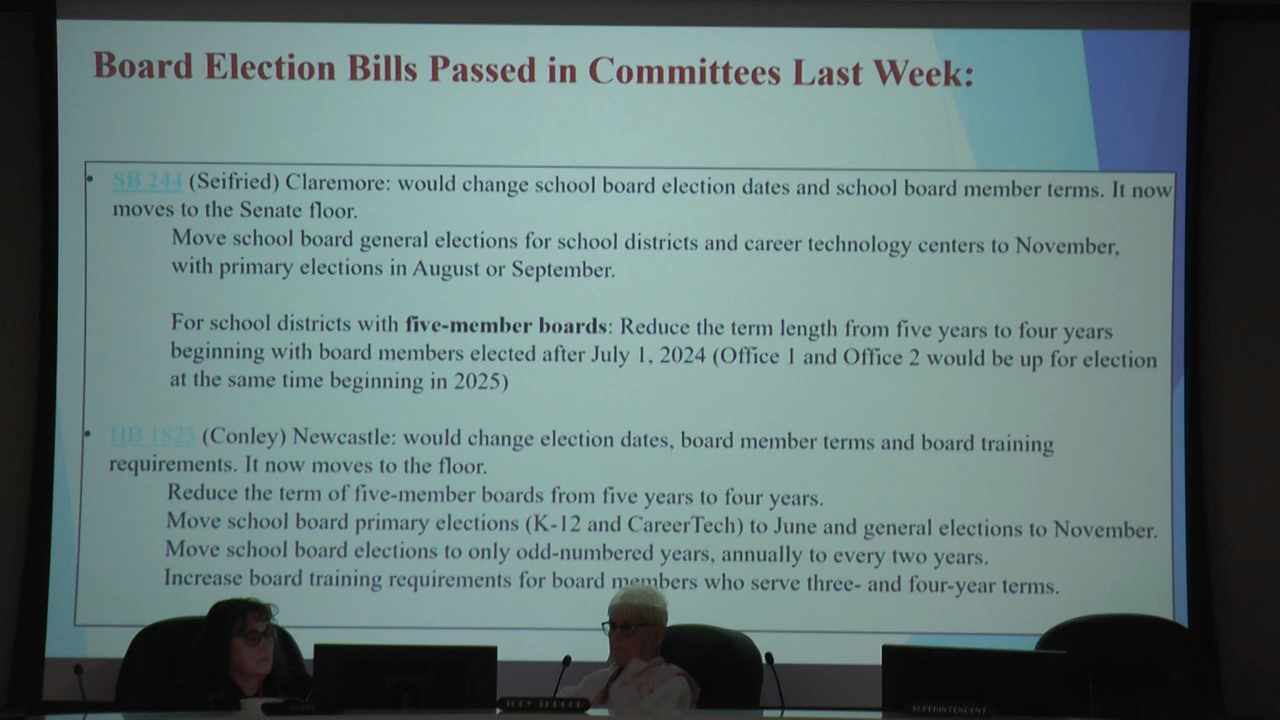 Board Election Bills Passed in Committees Last Week:
• SB 244 (Seifried) Claremore: would change school board election dates and school board member terms. It now
moves to the Senate floor.
Move school board general elections for school districts and career technology centers to November,
with primary elections in August or September.
For school districts with five-member boards: Reduce the term length from five years to four years
beginning with board members elected after July 1, 2024 (Office 1 and Office 2 would be up for election
at the same time beginning in 2025)
• HB 1823 (Conley) Newcastle: would change election dates, board member terms and board training
requirements. It now moves to the floor.
Reduce the term of five-member boards from five years to four years.
Move school board primary elections (K-12 and CareerTech) to June and general elections to November.
Move school board elections to only odd-numbered years, annually to every two years.
Increase board training requirements for board members who serve three- and four-year terms.
CLERK
SUPERINTENDENT